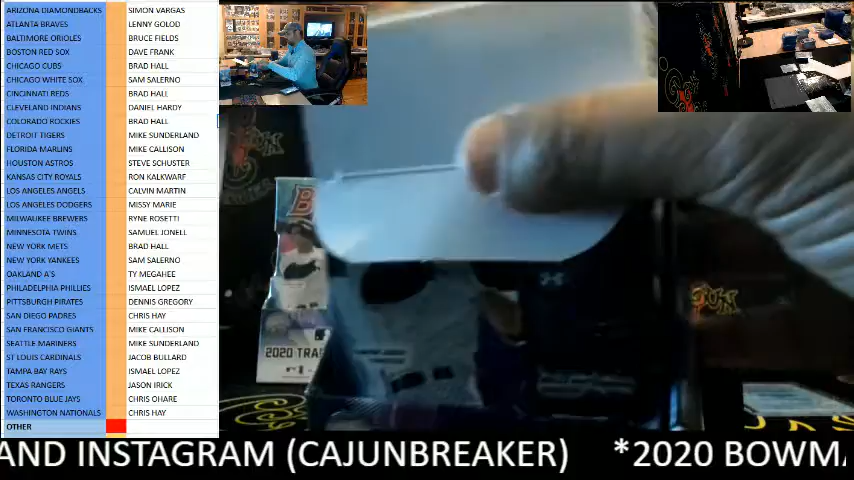 ARIZONA DIAMONDBACKS SIMON VARGAS
ATLANTA BRAVES LENNY GOLOD
BALTIMORE ORIOLES BRUCE FIELDS
BOSTON RED SOX DAVE FRANK
CHICAGO CUBS BRAD HALL
CHICAGO WHITE SOX SAM SALERNO
CINCINNATI REDS BRAD HALL
CLEVELAND INDIANS DANIEL HARDY
COLORADO ROCKIES BRAD HALL
DETROIT TIGERS MIKE SUNDERLAND
FLORIDA MARLINS MIKE CALLISON
HOUSTON ASTROS STEVE SCHUSTER
KANSAS CITY ROYALS RON KALKWARF
LOS ANGELES ANGELS CALVIN MARTIN
LOS ANGELES DODGERS MISSY MARIE
MILWAUKEE BREWERS RYNE ROSETTI
MINNESOTA TWINS SAMUEL JONELL
NEW YORK METS BRAD HALL
NEW YORK YANKEES SAM SALERNO
OAKLAND A'S TY MEGAHEE
PHILADELPHIA PHILLIES ISMAEL LOPEZ
PITTSBURGH PIRATES DENNIS GREGORY
SAN DIEGO PADRES CHRIS HAY
SAN FRANCISCO GIANTS MIKE CALLISON
SEATTLE MARINERS MIKE SUNDERLAND
ST LOUIS CARDINALS JACOB BULLARD
TAMPA BAY RAYS ISMAEL LOPEZ
TEXAS RANGERS JASON IRICK
TORONTO BLUE JAYS CHRIS OHARE
WASHINGTON NATIONALS CHRIS HAY
OTHER
2020 TRA
AND INSTAGRAM (CAJUNBREAKER) *2020 BOWMA